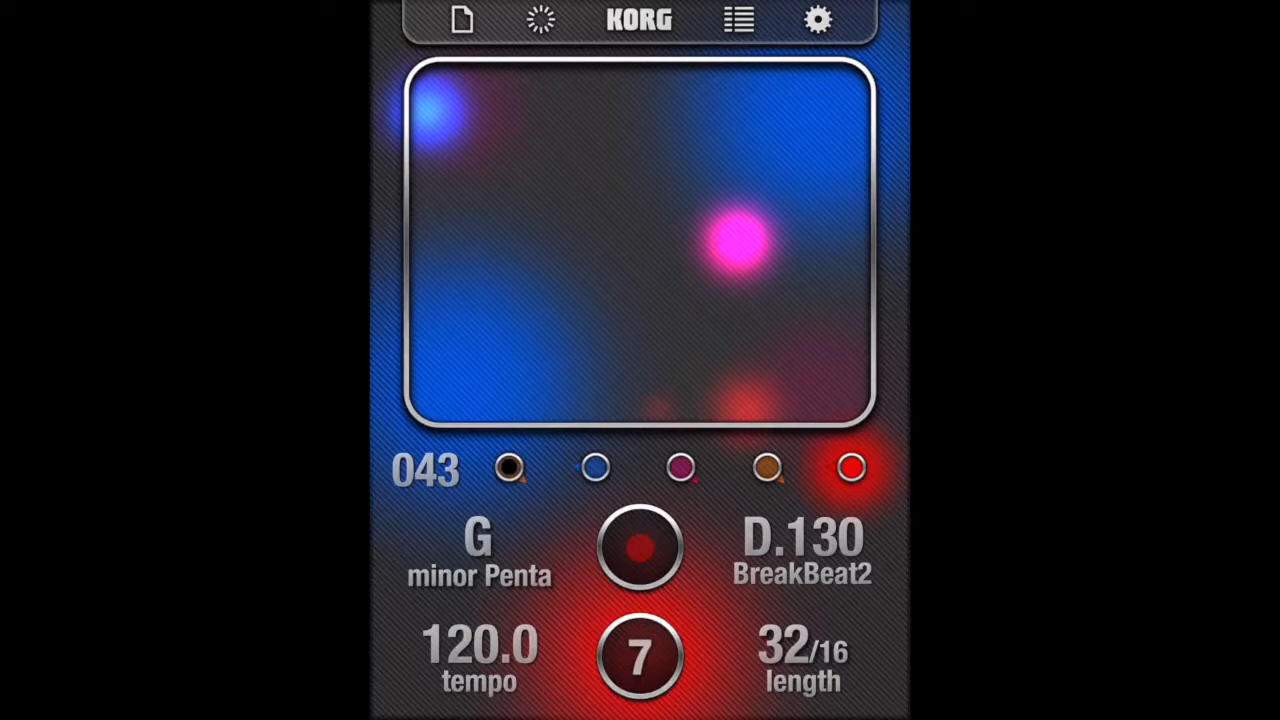 KORG
043
G
minor Penta
D.130
BreakBeat2
120.0
tempo
7
32/16
length